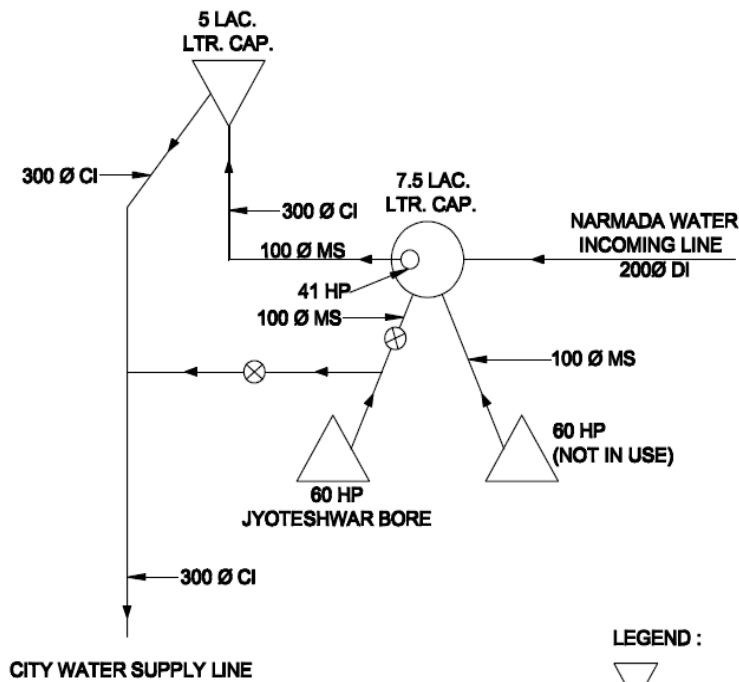 5 LAC.
LTR. CAP.
300 Ø CI
7.5 LAC.
LTR. CAP.
300 Ø CI
NARMADA WATER
INCOMING LINE
200Ø DI
100 Ø MS
41 HP
100 Ø MS
100 Ø MS
60 HP
(NOT IN USE)
60 HP
JYOTESHWAR BORE
300 Ø CI
LEGEND :
CITY WATER SUPPLY LINE